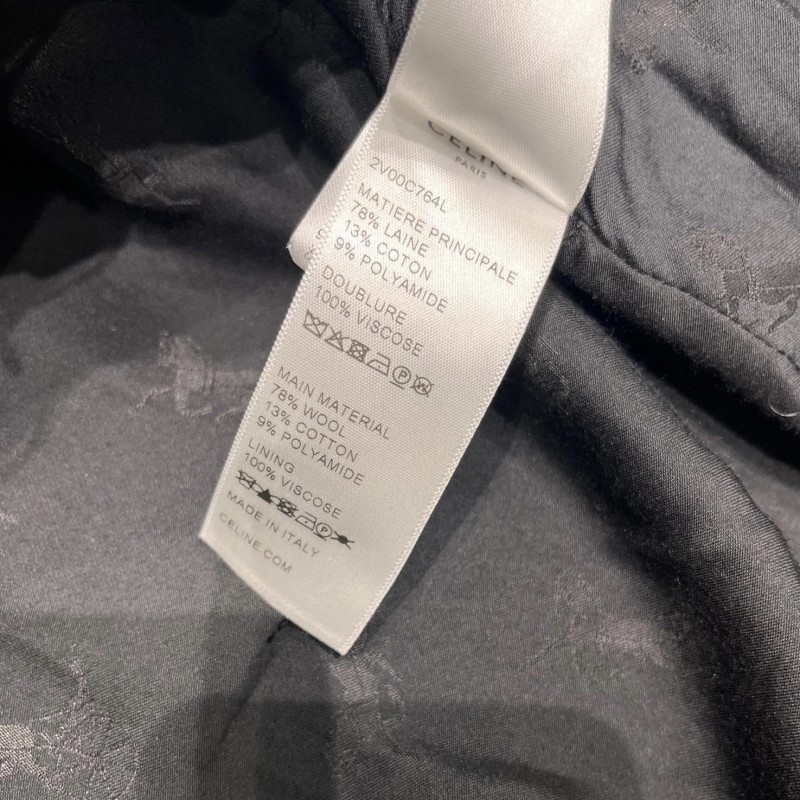 CELINE
PARIS
2V00C764L
MATIERE PRINCIPALE
78% LAINE
13% COTON
9% POLYAMIDE
DOUBLURE
100% VISCOSE
P W
MAIN MATERIAL
78% WOOL
13% COTTON
9% POLYAMIDE
LINING
100% VISCOSE
P
MADE IN ITALY
CELINE.COM